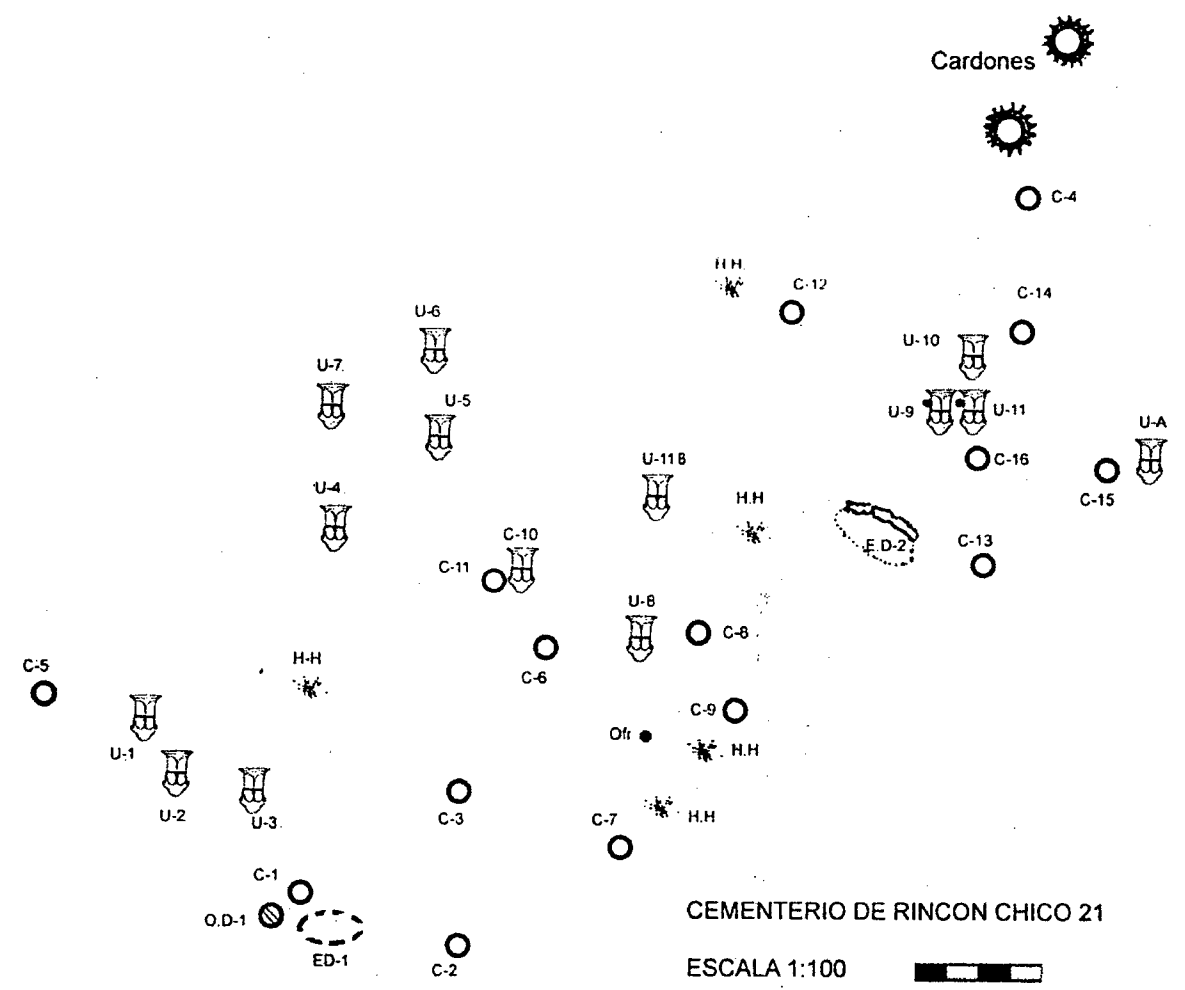 Cardones
C-4
H.H.
C-12
C-14
U-6
U-10
U-7.
U-5
U-9
U-11
U-A
C-16
U-11B
U-4
H.H
C-15
C-10
E.D-2
C-13
C-11
U-8
C-8
H-H
C-5
C-6
C-9
Ofr
H.H
U-1
U-2
U-3.
C-3
C-7
H.H
C-1
O.D-1
ED-1
C-2
CEMENTERIO DE RINCON CHICO 21
ESCALA 1:100